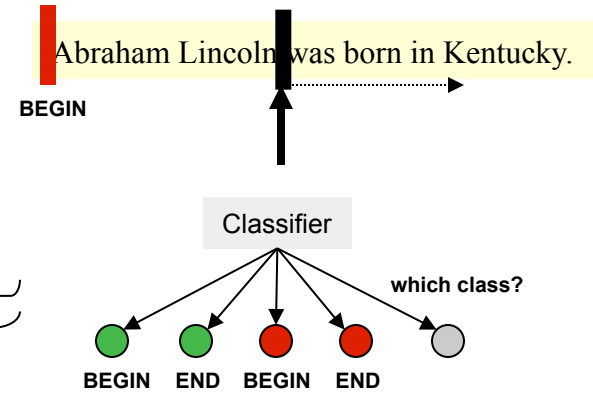 Abraham Lincoln was born in Kentucky.
BEGIN
Classifier
which class?
BEGIN END BEGIN END